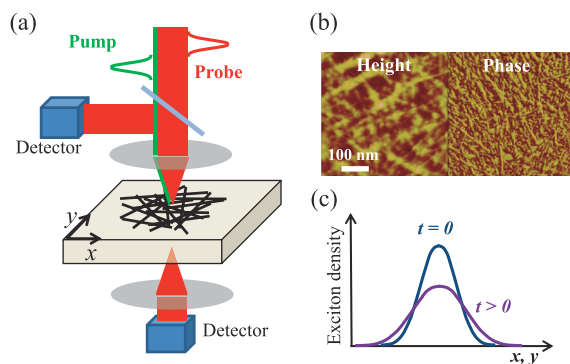 (a)
Pump
Probe
Detector
y
x
Detector
(b)
Height
Phase
100 nm
(c)
Exciton density
t = 0
t > 0
x, y